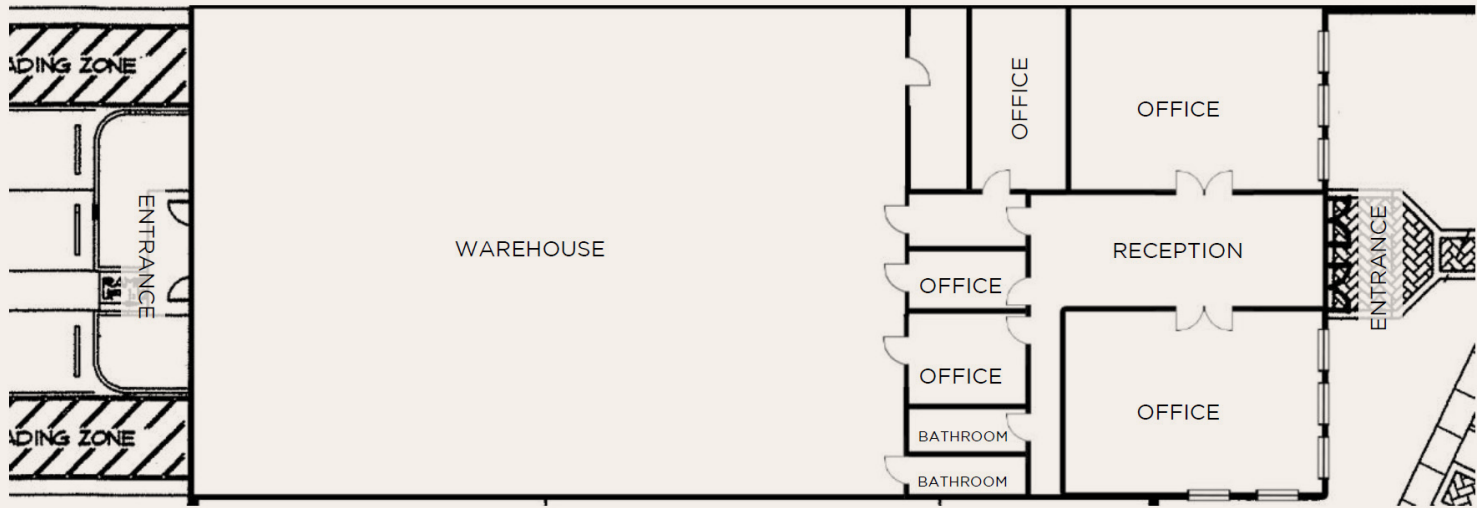 ADING ZONE
ENTRANCE
WAREHOUSE
OFFICE
OFFICE
RECEPTION
ENTRANCE
OFFICE
OFFICE
OFFICE
BATHROOM
BATHROOM
ADING ZONE